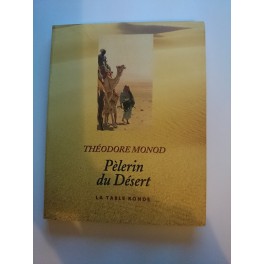 THÉODORE MONOD
Pèlerin
du Désert
LA TABLE RONDE